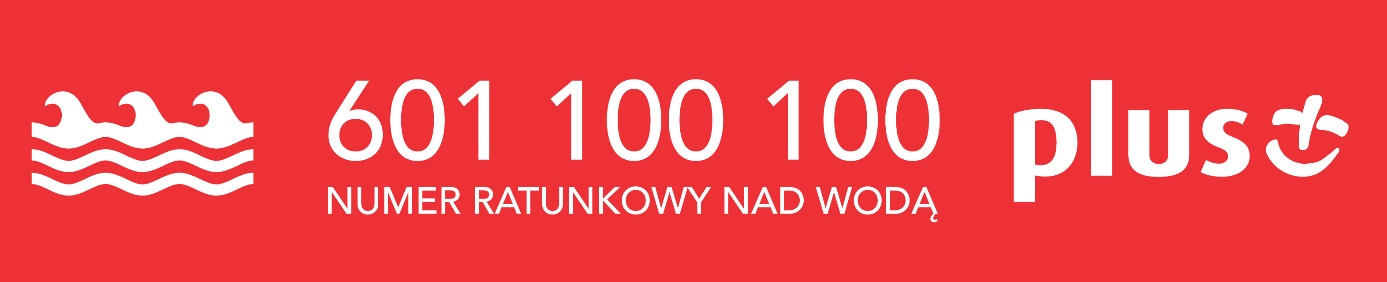 601 100 100
NUMER RATUNKOWY NAD WODĄ
plus